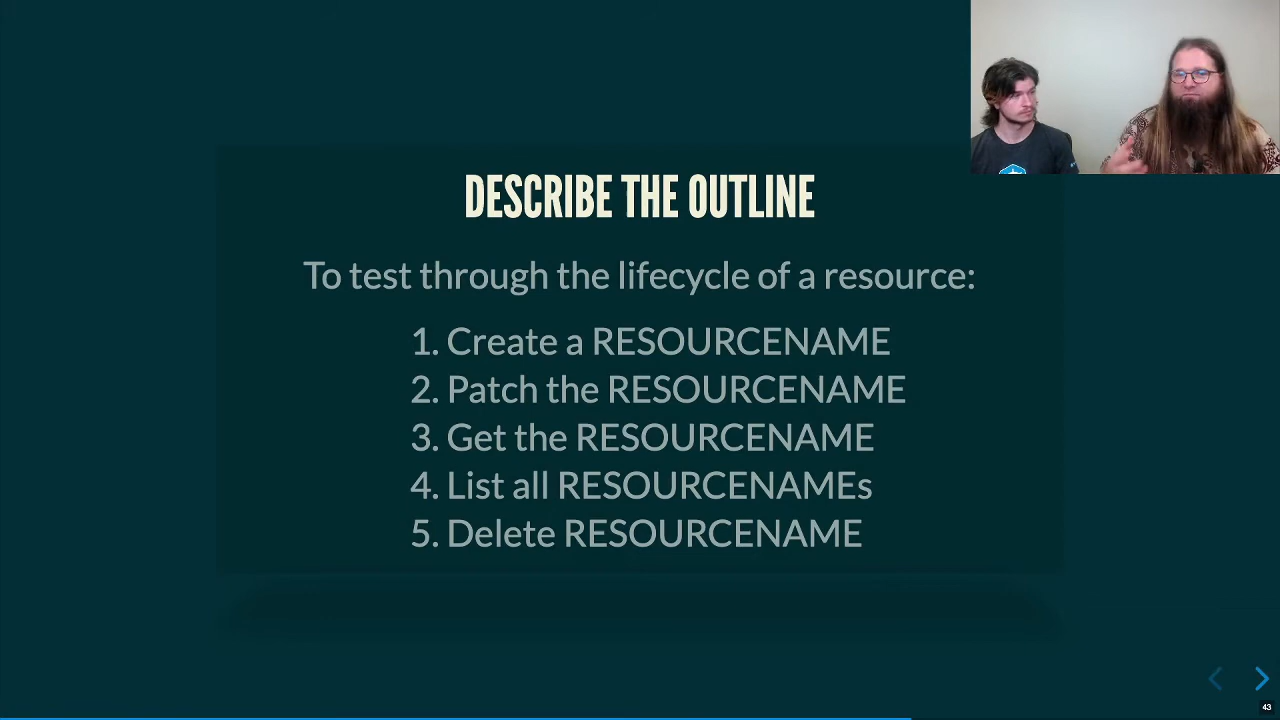 DESCRIBE THE OUTLINE
To test through the lifecycle of a resource:
1. Create a RESOURCENAME
2. Patch the RESOURCENAME
3. Get the RESOURCENAME
4. List all RESOURCENAMEs
5. Delete RESOURCENAME
43